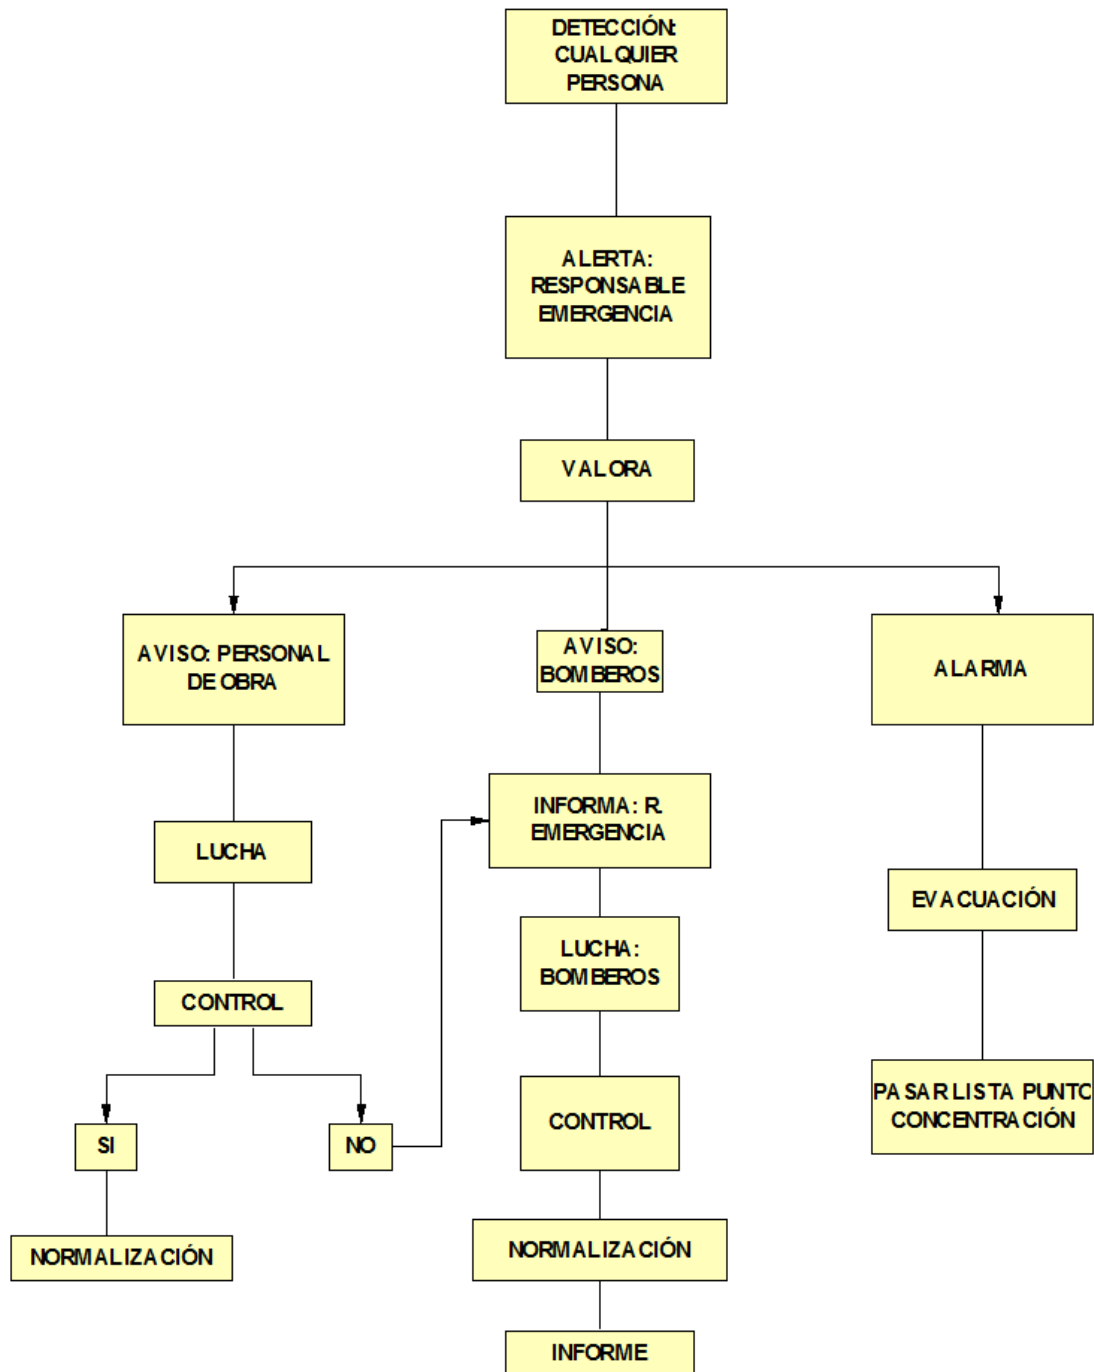 DETECCIÓN:
CUALQUIER
PERSONA
ALERTA:
RESPONSABLE
EMERGENCIA
VALORA
AVISO: PERSONAL
DE OBRA
AVISO:
BOMBEROS
ALARMA
INFORMA: R.
EMERGENCIA
LUCHA
EVACUACIÓN
LUCHA:
BOMBEROS
CONTROL
PASAR LISTA PUNTO
CONCENTRACIÓN
CONTROL
SI
NO
NORMALIZACIÓN
NORMALIZACIÓN
INFORME